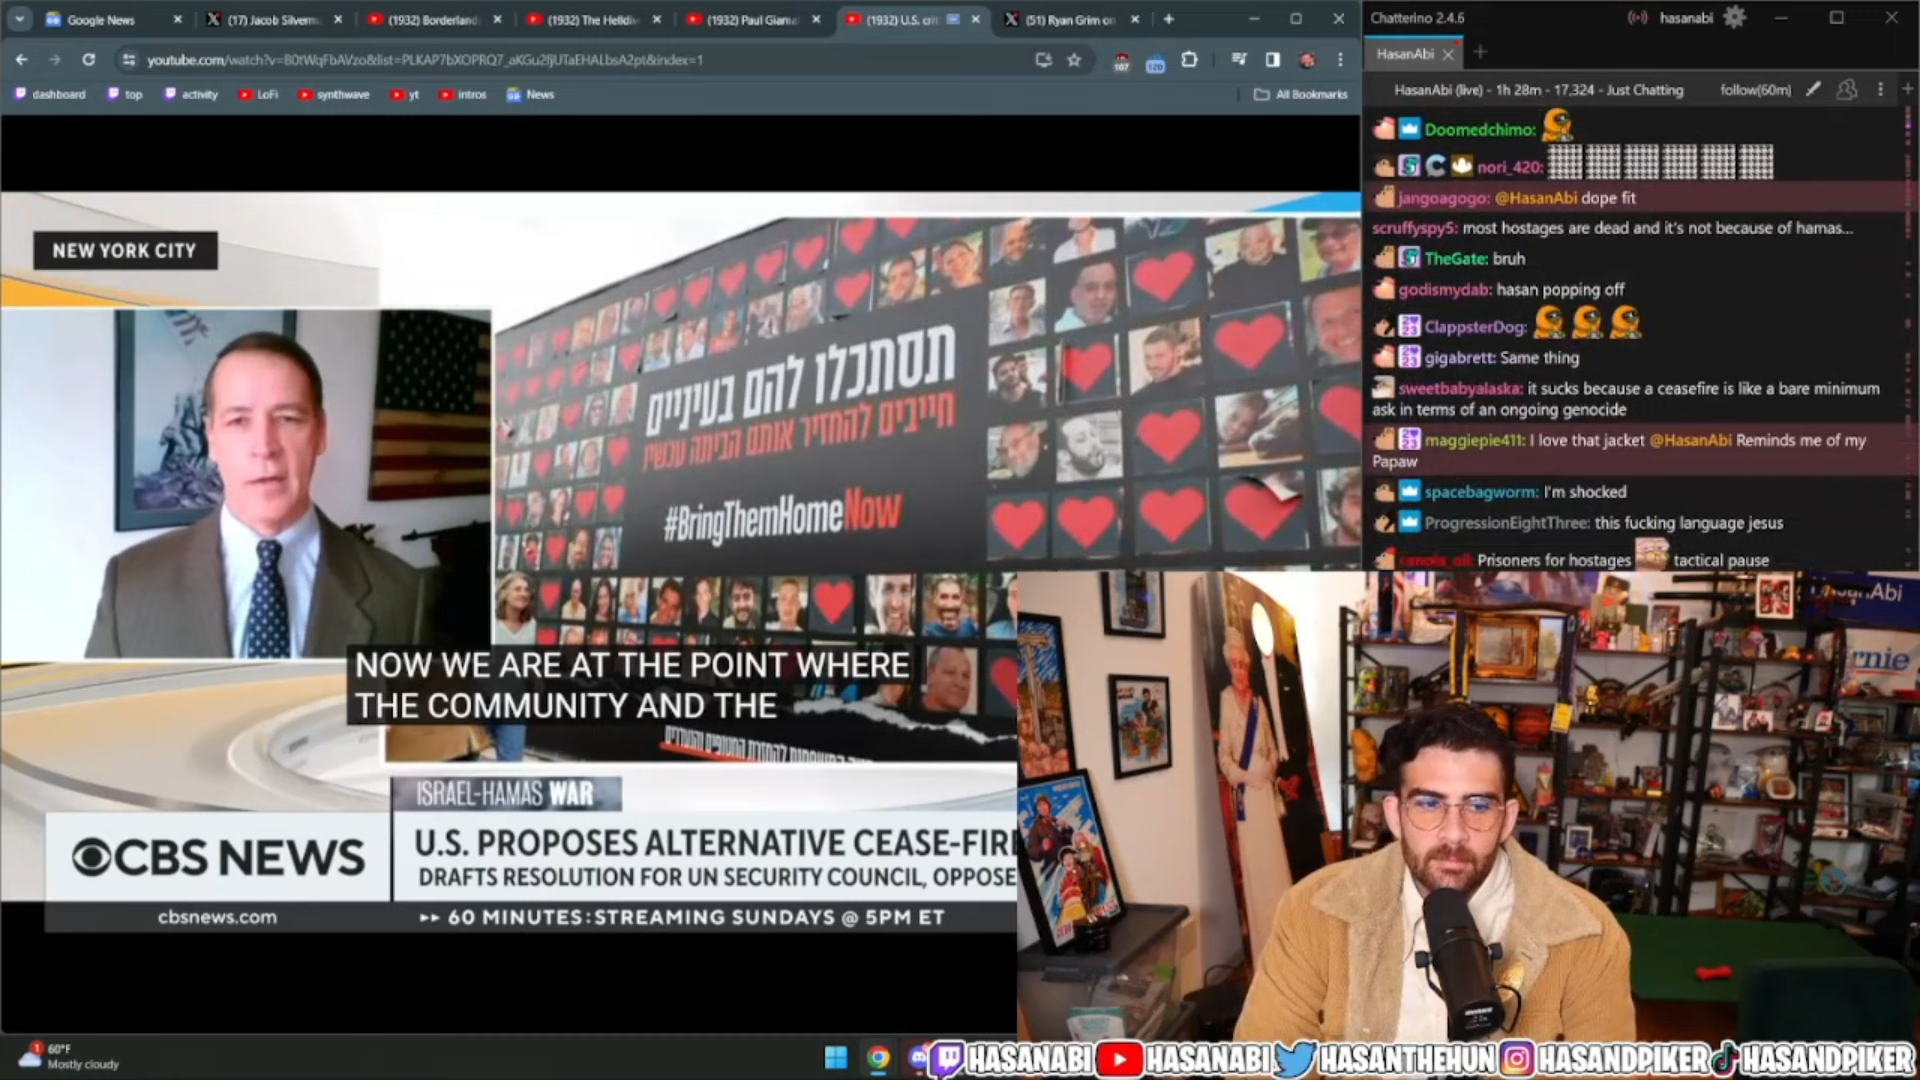 Google News
(17) Jacob Silverm
(1932) Borderland
(1932) The Helldiv
(1932) Paul Giama
(1932) U.S. cri
(51) Ryan Grim on
youtube.com/watch?v=B0tWqFbAVzo&list=PLKAP7bXOPRQ7_aKGu2fjUTaEHALbsA2pt&index=1
107
120
dashboard
top
activity
LoFi
synthwave
yt
intros
News
All Bookmarks
NEW YORK CITY
תסתכלו להם בעיניים
חייבים להחזיר אותם הביתה עכשיו
#BringThemHomeNow
NOW WE ARE AT THE POINT WHERE
THE COMMUNITY AND THE
ISRAEL-HAMAS WAR
CBS NEWS
U.S. PROPOSES ALTERNATIVE CEASE-FIR
DRAFTS RESOLUTION FOR UN SECURITY COUNCIL, OPPOSE
cbsnews.com
60 MINUTES: STREAMING SUNDAYS @ 5PM ET
1
60°F
Mostly cloudy
Chatterino 2.4.6
hasanabi
HasanAbi
HasanAbi (live) - 1h 28m - 17,324 - Just Chatting
follow(60m)
Doomedchimo:
nori_420:
jangoagogo: @HasanAbi dope fit
scruffyspy5: most hostages are dead and it's not because of hamas...
TheGate: bruh
godismydab: hasan popping off
ClappsterDog:
gigabrett: Same thing
sweetbabyalaska: it sucks because a ceasefire is like a bare minimum
ask in terms of an ongoing genocide
maggiepie411: I love that jacket @HasanAbi Reminds me of my
Papaw
spacebagworm: I'm shocked
ProgressionEightThree: this fucking language jesus
Prisoners for hostages tactical pause
HasanAbi
rnie
HASANABI
HASANABI
HASANTHEHUN
HASANDPIKER
HASANDPIKER